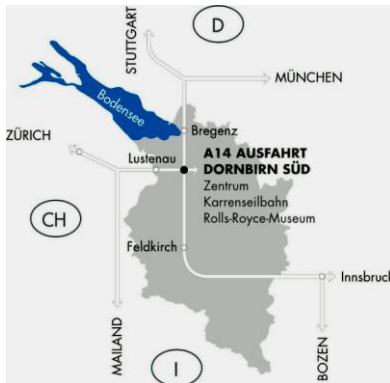 D
STUTTGART
MÜNCHEN
Bodensee
Bregenz
ZÜRICH
Lustenau
A14 AUSFAHRT
DORNBIRN SÜD
Zentrum
Karrenseilbahn
Rolls-Royce-Museum
CH
Feldkirch
Innsbruck
MAILAND
I
BOZEN